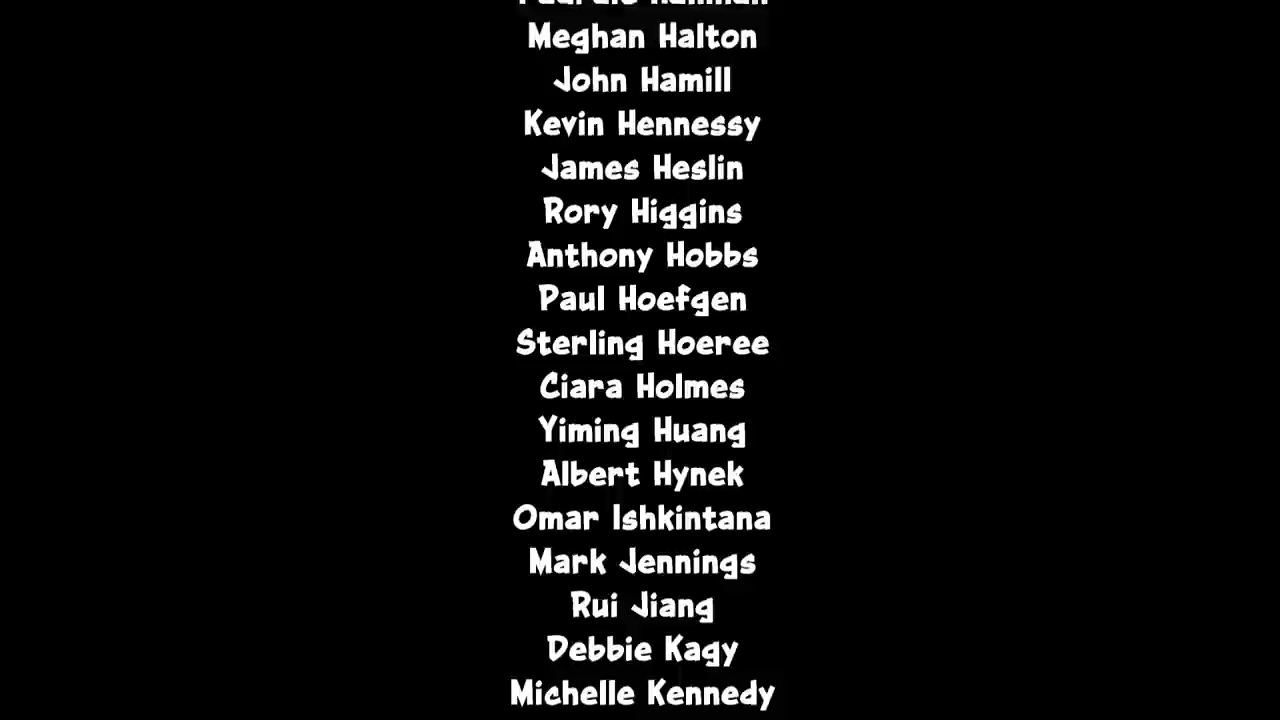 Meghan Halton
John Hamill
Kevin Hennessy
James Heslin
Rory Higgins
Anthony Hobbs
Paul Hoefgen
Sterling Hoeree
Ciara Holmes
Yiming Huang
Albert Hynek
Omar Ishkintana
Mark Jennings
Rui Jiang
Debbie Kagy
Michelle Kennedy